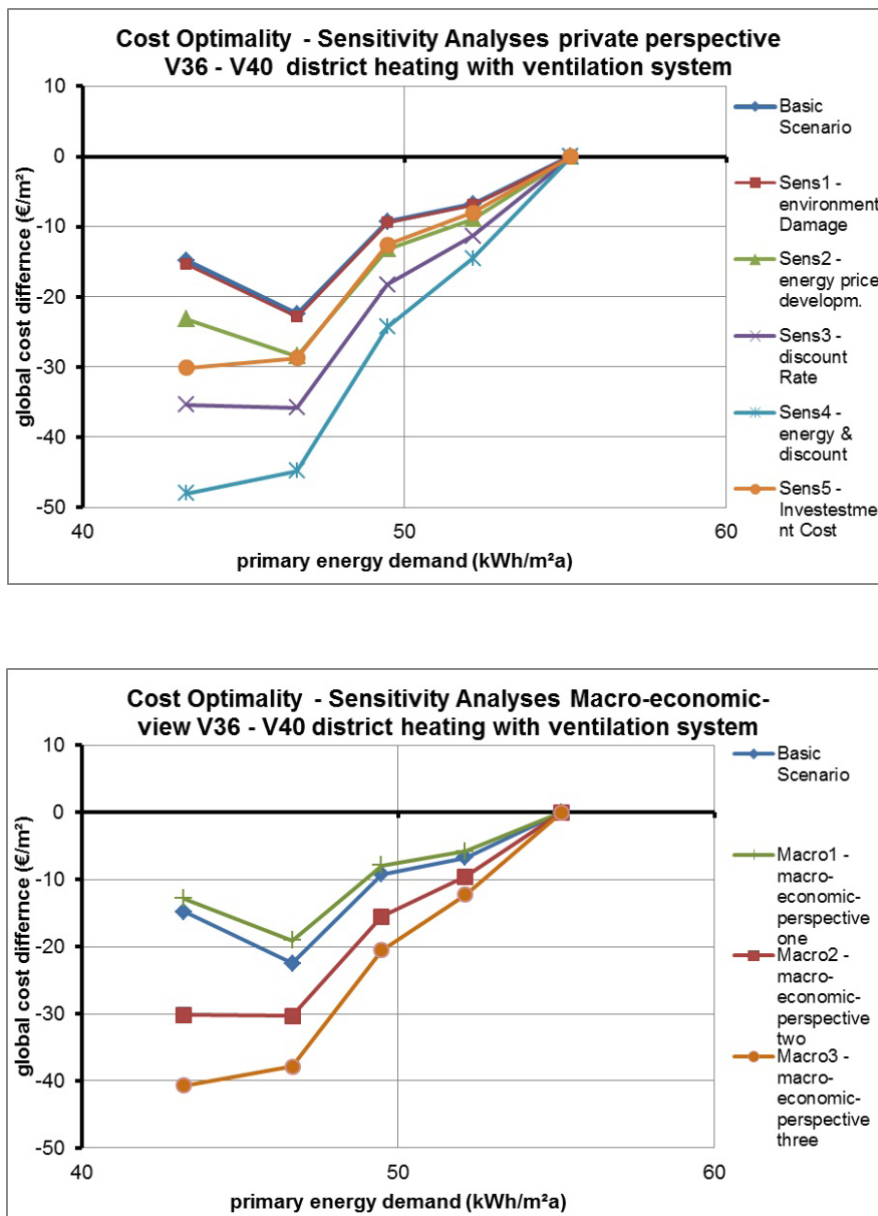 Cost Optimality - Sensitivity Analyses private perspective
V36 - V40 district heating with ventilation system
global cost differnce (€/m²)
10
0
-10
-20
-30
-40
-50
40
50
60
primary energy demand (kWh/m²a)
Basic
Scenario
Sens1 -
environment
Damage
Sens2 -
energy price
developm.
Sens3 -
discount
Rate
Sens4 -
energy &
discount
Sens5 -
Investestme
nt Cost
Cost Optimality - Sensitivity Analyses Macro-economic-
view V36 - V40 district heating with ventilation system
global cost differnce (€/m²)
10
0
-10
-20
-30
-40
-50
40
50
60
primary energy demand (kWh/m²a)
Basic
Scenario
Macro1 -
macro-
economic-
perspective
one
Macro2 -
macro-
economic-
perspective
two
Macro3 -
macro-
economic-
perspective
three